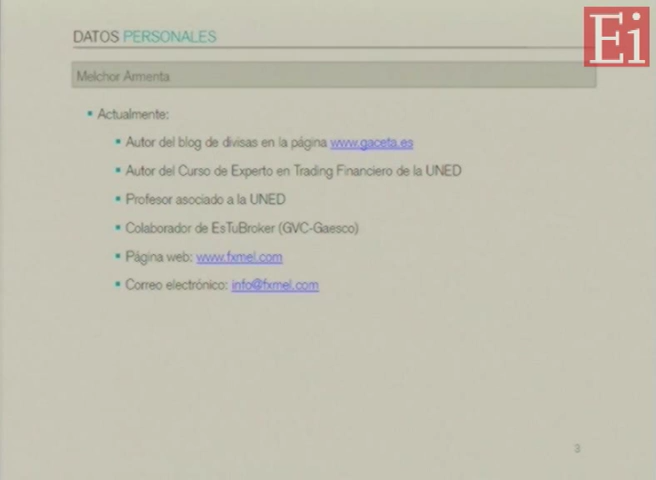 DATOS PERSONALES
Ei
Melchor Armenta
Actualmente:
Autor del blog de divisas en la página www.gaceta.es
Autor del Curso de Experto en Trading Financiero de la UNED
Profesor asociado a la UNED
Colaborador de EsTuBroker (GVC-Gaesco)
Página web: www.fxmel.com
Correo electrónico: info@fxmel.com
3